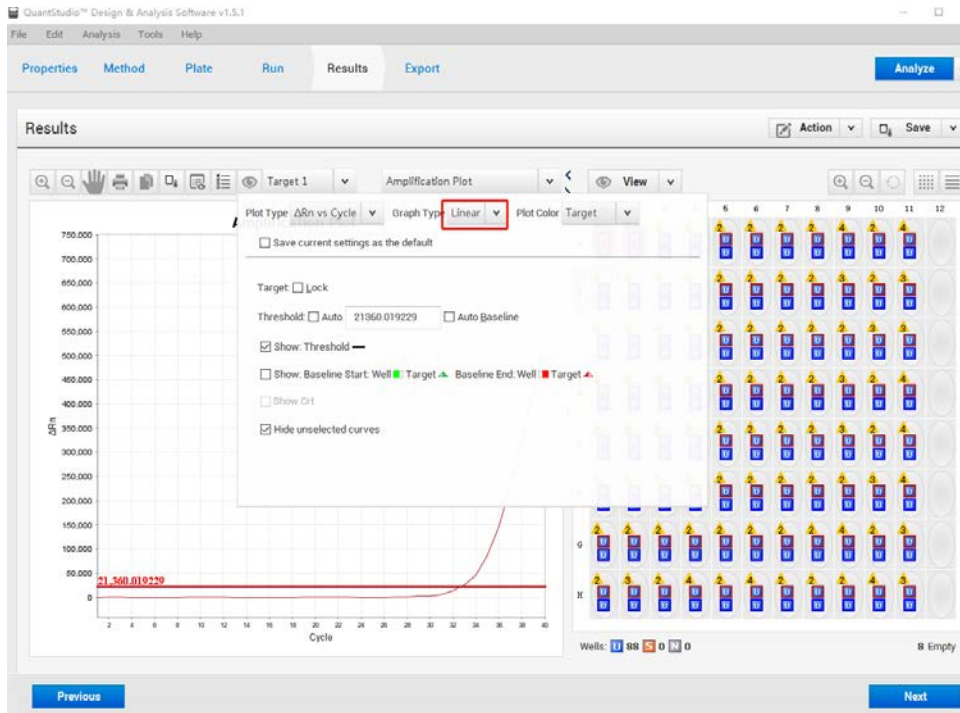 QuantStudio™ Design & Analysis Software v1.5.1
File Edit Analysis Tools Help
Properties Method Plate Run Results Export Analyze
Results Action Save
Target 1 Amplification Plot View
Plot Type ΔRn vs Cycle Graph Type Linear Plot Color Target
Save current settings as the default
Target: Lock
Threshold: Auto 21360.019229 Auto Baseline
Show: Threshold
Show: Baseline Start: Well Target Baseline End: Well Target
Show Crt
Hide unselected curves
750,000
700,000
650,000
600,000
550,000
500,000
450,000
400,000
350,000
300,000
250,000
200,000
150,000
100,000
50,000
0
ΔRn
21,360.019229
2 4 6 8 10 12 14 16 18 20 22 24 26 28 30 32 34 36 38 40
Cycle
5 6 7 8 9 10 11 12
G
H
Wells: U 88 S 0 N 0 8 Empty
Previous Next